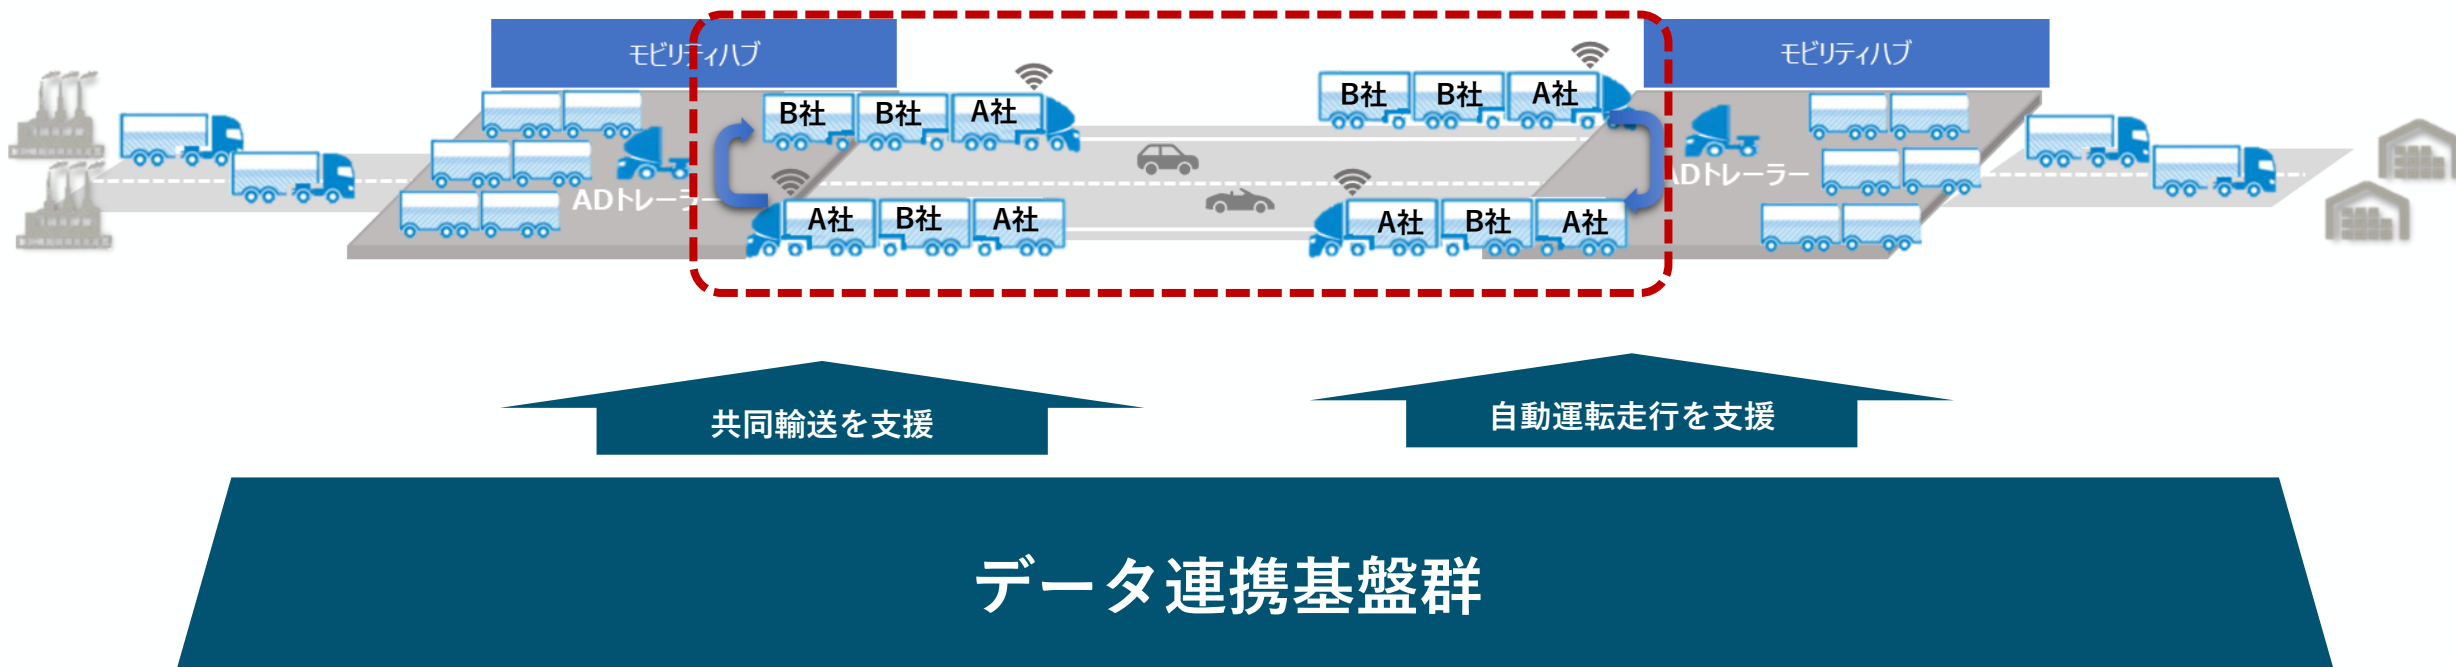 モビリティハブ
モビリティハブ
B社 B社 A社
B社 B社 A社
ADトレーラー
ADトレーラー
A社 B社 A社
A社 B社 A社
共同輸送を支援
自動運転走行を支援
データ連携基盤群